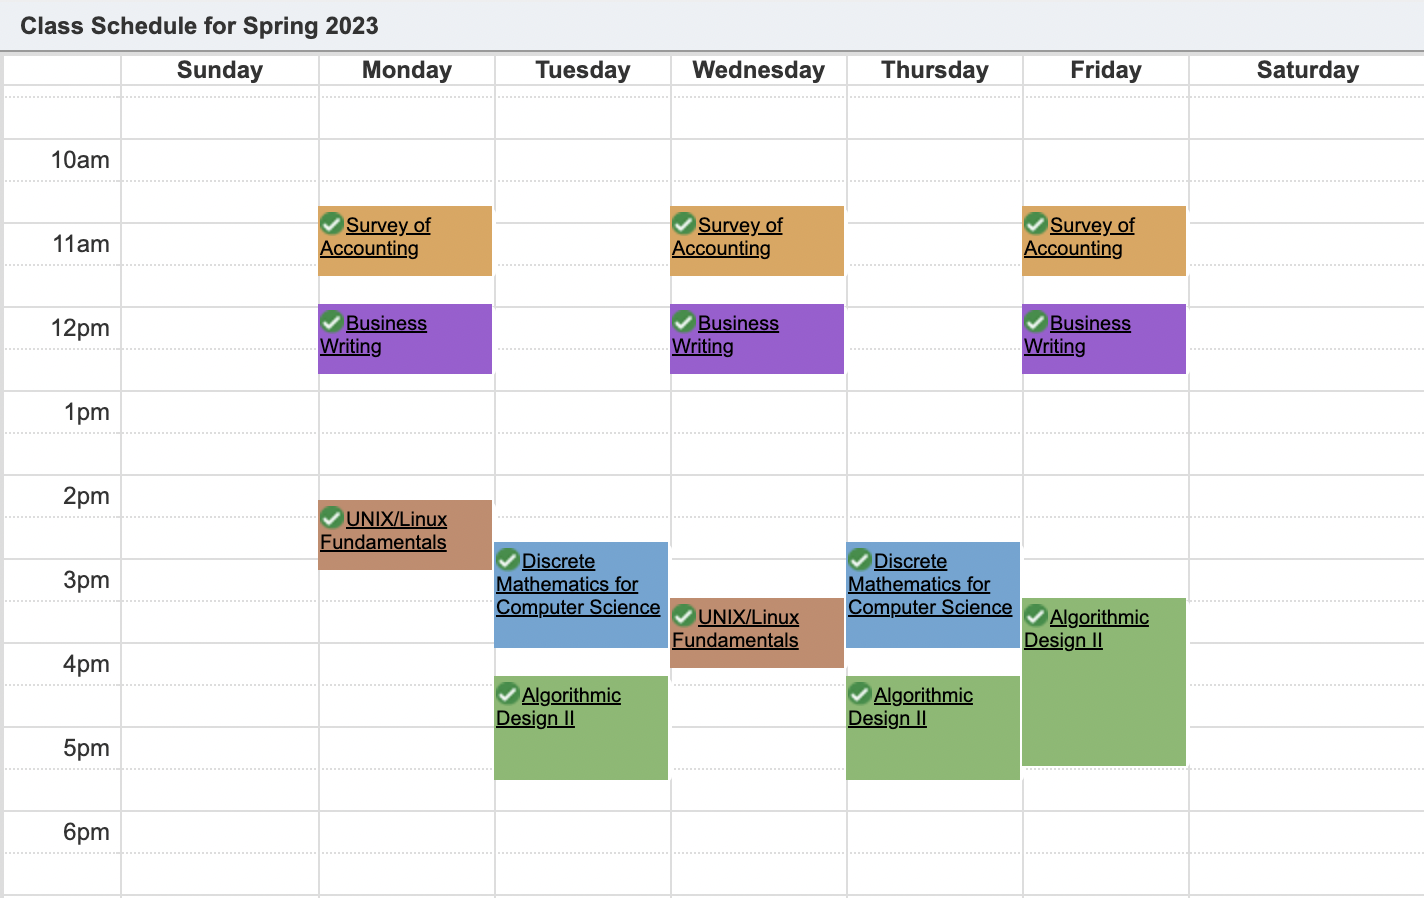 Class Schedule for Spring 2023
Sunday Monday Tuesday Wednesday Thursday Friday Saturday
10am
Survey of
Accounting
Survey of
Accounting
Survey of
Accounting
11am
Business
Writing
Business
Writing
Business
Writing
12pm
1pm
2pm
UNIX/Linux
Fundamentals
Discrete
Mathematics for
Computer Science
Discrete
Mathematics for
Computer Science
3pm
UNIX/Linux
Fundamentals
Algorithmic
Design II
4pm
Algorithmic
Design II
Algorithmic
Design II
5pm
6pm